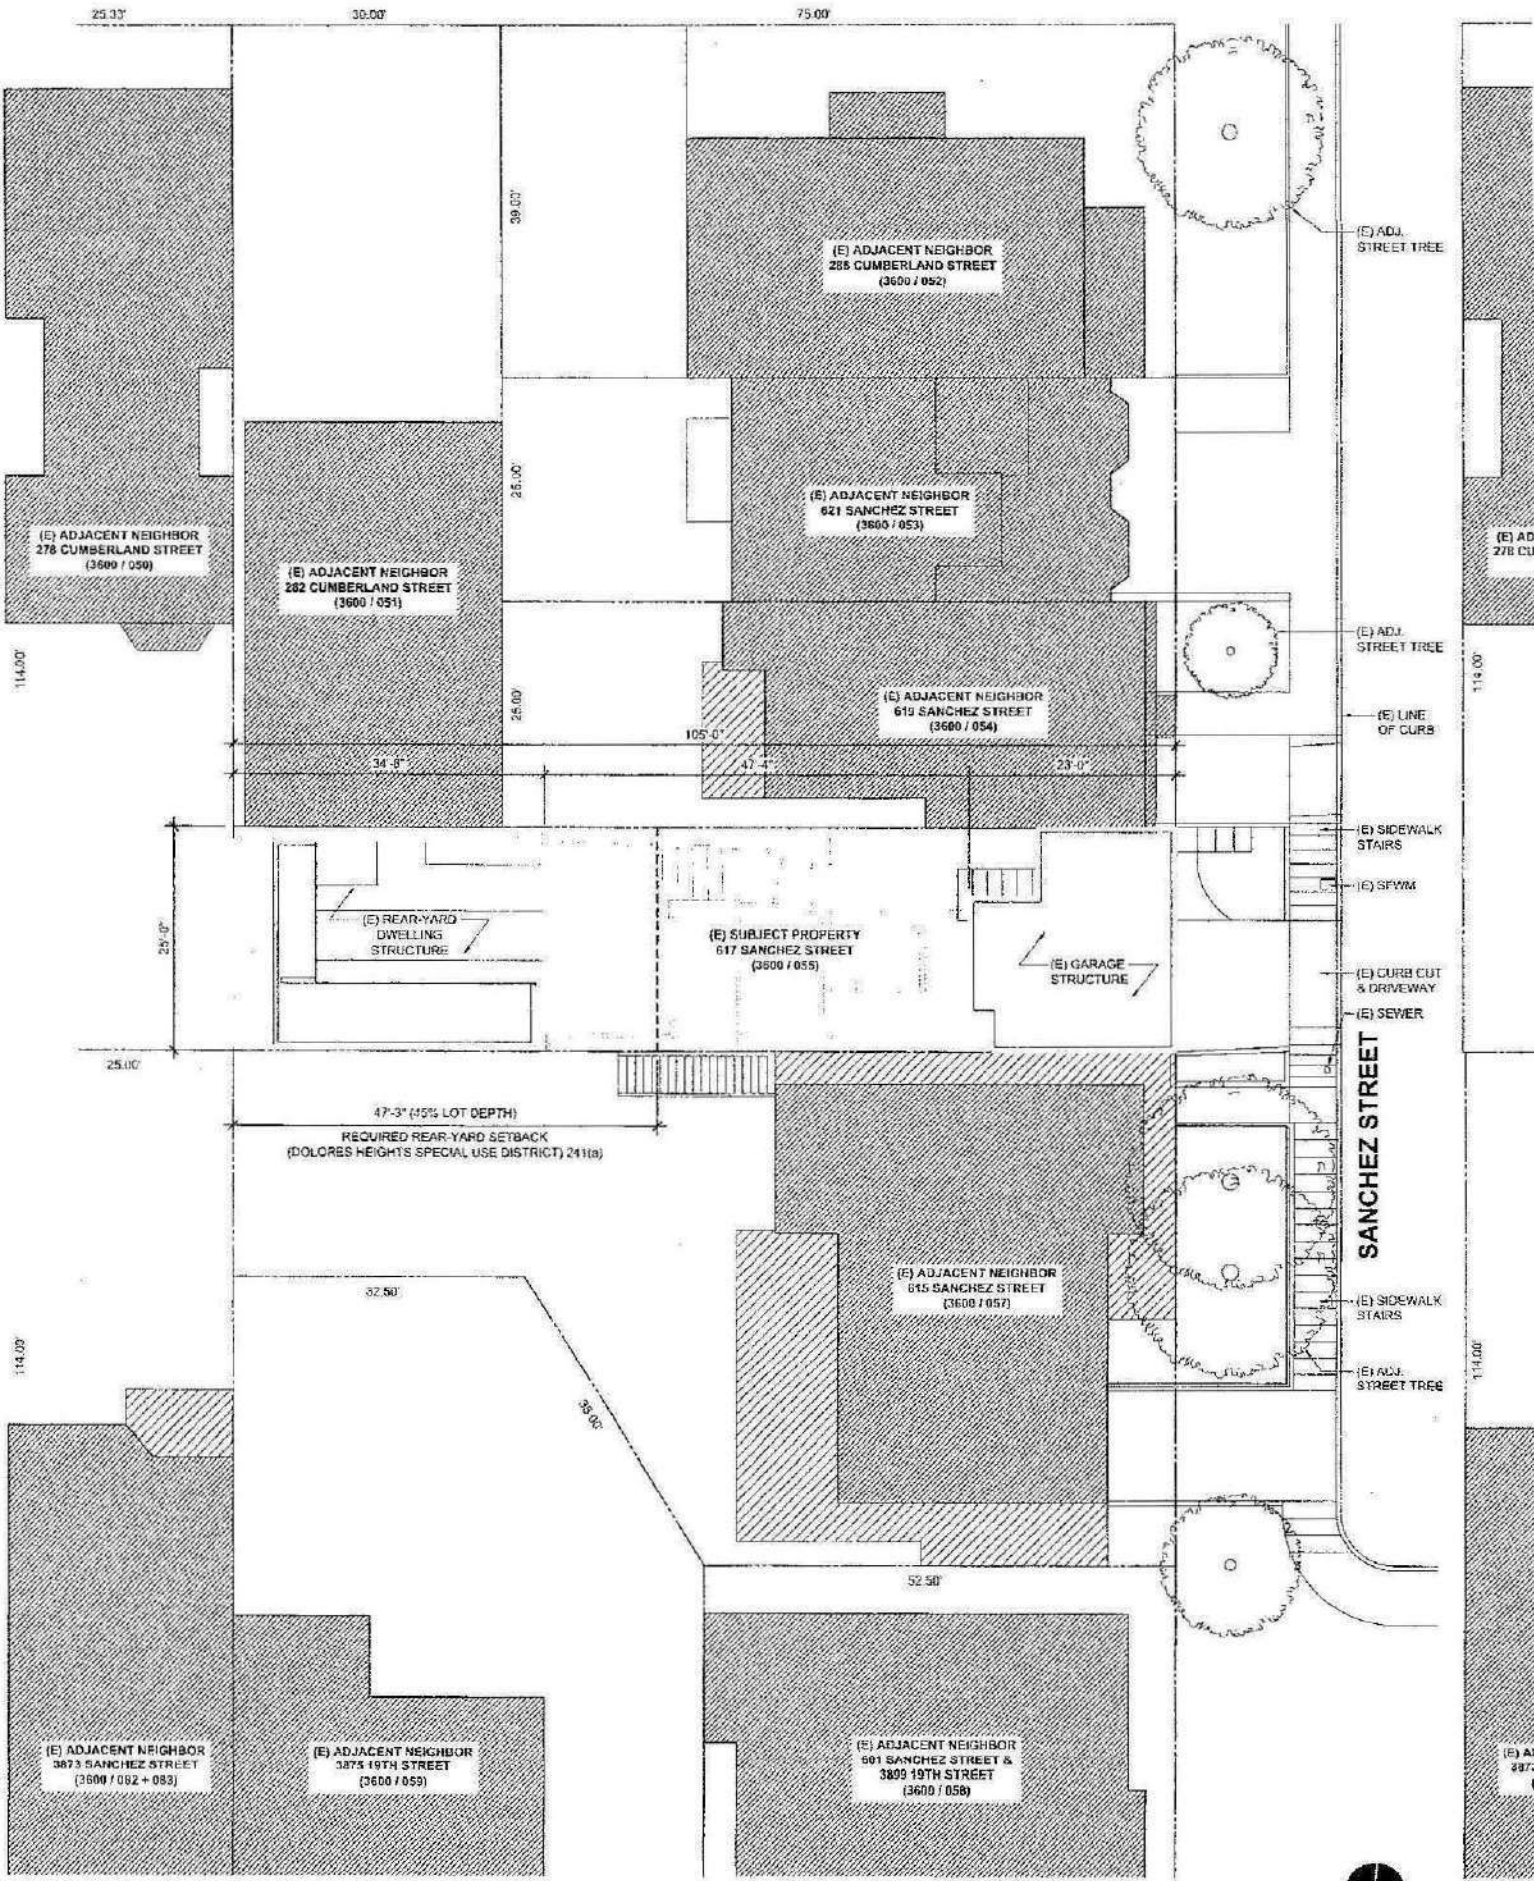 25.33'
30.00'
75.00'
39.00'
(E) ADJACENT NEIGHBOR
288 CUMBERLAND STREET
(3600 / 052)
(E) ADJ.
STREET TREE
25.00'
(E) ADJACENT NEIGHBOR
621 SANCHEZ STREET
(3600 / 053)
(E) ADJACENT NEIGHBOR
278 CUMBERLAND STREET
(3600 / 050)
(E) ADJACENT NEIGHBOR
282 CUMBERLAND STREET
(3600 / 051)
(E) AD
278 CU
114.00'
25.00'
(E) ADJACENT NEIGHBOR
619 SANCHEZ STREET
(3600 / 054)
(E) ADJ.
STREET TREE
114.00'
(E) LINE
OF CURB
105'-0"
34'-8"
47'-4"
23'-0"
25'-0"
(E) REAR-YARD
DWELLING
STRUCTURE
(E) SUBJECT PROPERTY
617 SANCHEZ STREET
(3600 / 055)
(E) GARAGE
STRUCTURE
(E) SIDEWALK
STAIRS
(E) SFWM
(E) CURB CUT
& DRIVEWAY
(E) SEWER
25.00'
47'-3" (45% LOT DEPTH)
REQUIRED REAR-YARD SETBACK
(DOLORES HEIGHTS SPECIAL USE DISTRICT) 241(a)
SANCHEZ STREET
32.50'
35.00'
(E) ADJACENT NEIGHBOR
615 SANCHEZ STREET
(3600 / 057)
(E) SIDEWALK
STAIRS
(E) ADJ.
STREET TREE
114.00'
114.00'
52.50'
(E) ADJACENT NEIGHBOR
3873 SANCHEZ STREET
(3600 / 082 + 083)
(E) ADJACENT NEIGHBOR
3875 19TH STREET
(3600 / 059)
(E) ADJACENT NEIGHBOR
601 SANCHEZ STREET &
3899 19TH STREET
(3600 / 058)
(E) A
387